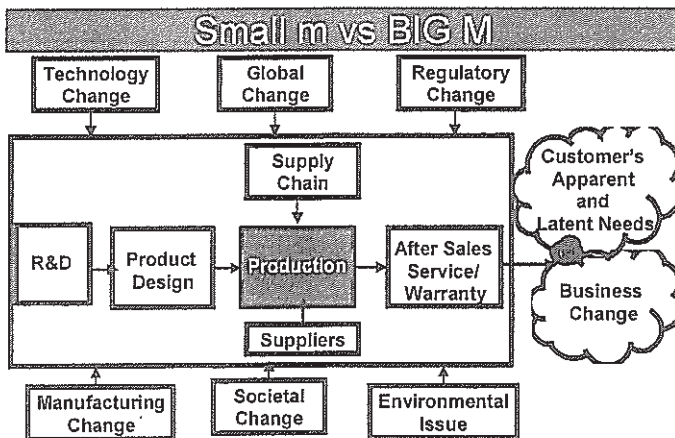 Small m vs BIG M
Technology
Change
Global
Change
Regulatory
Change
Supply
Chain
Customer's
Apparent
and
Latent Needs
R&D
Product
Design
Production
After Sales
Service/
Warranty
Business
Change
Suppliers
Manufacturing
Change
Societal
Change
Environmental
Issue